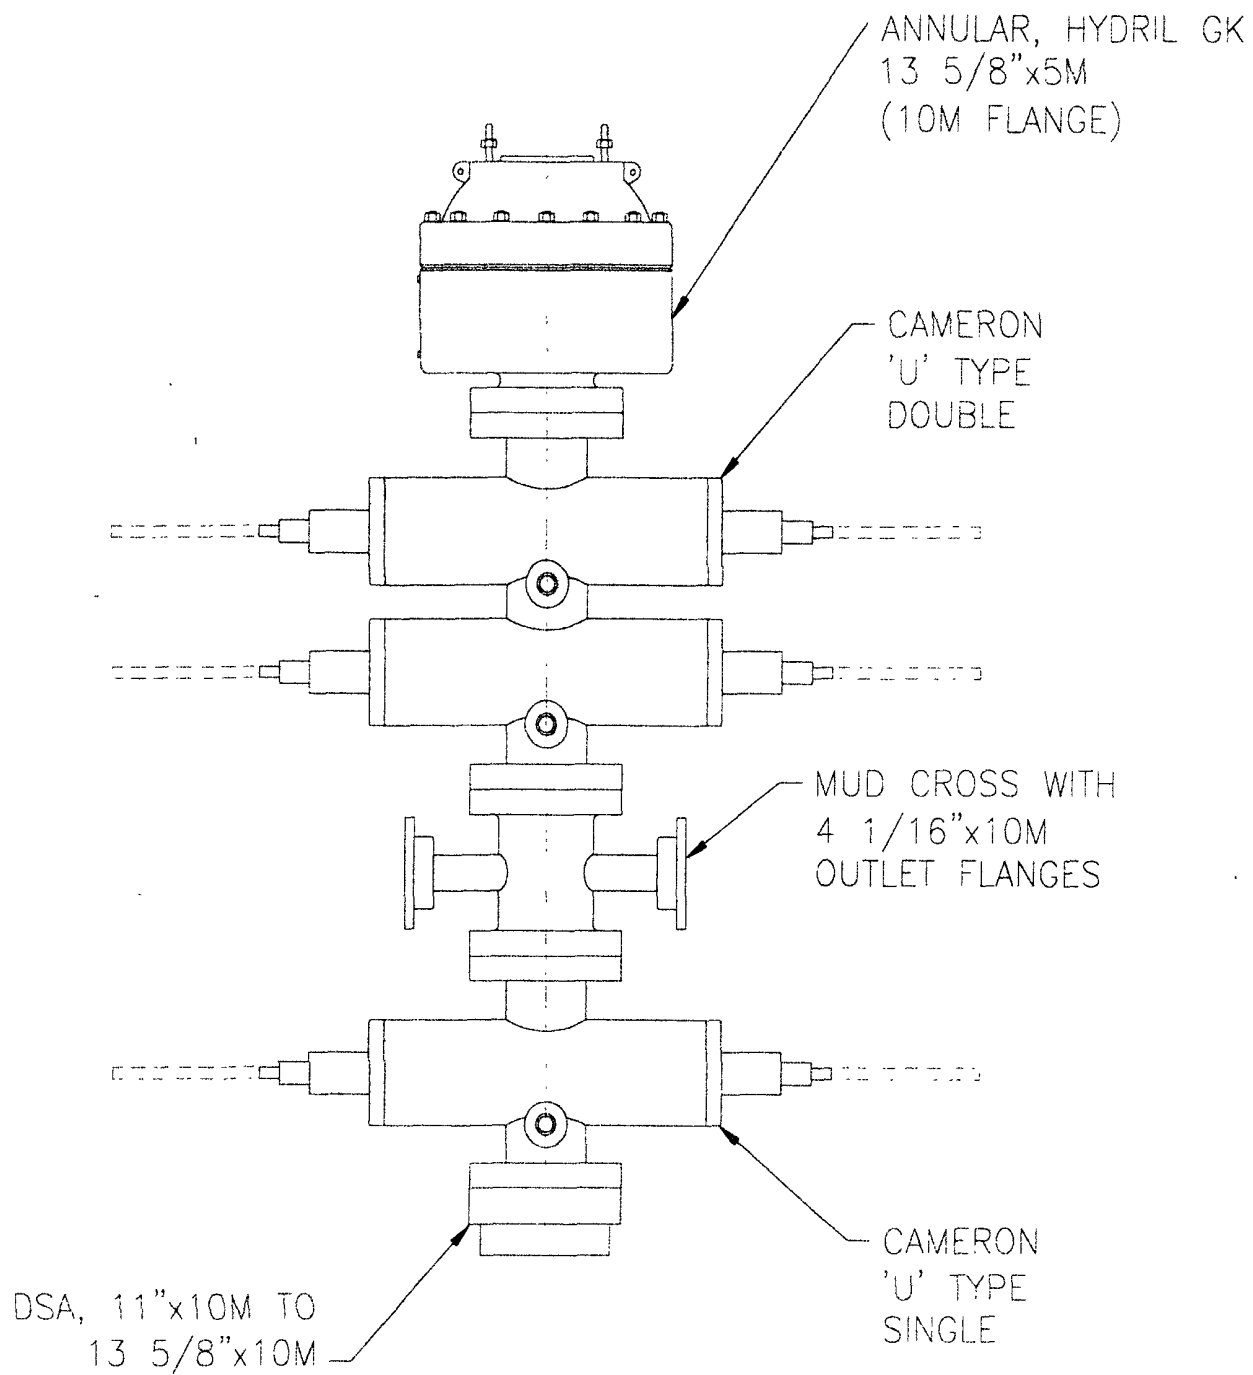 ANNULAR, HYDRIL GK
13 5/8"x5M
(10M FLANGE)
CAMERON
'U' TYPE
DOUBLE
MUD CROSS WITH
4 1/16"x10M
OUTLET FLANGES
CAMERON
'U' TYPE
SINGLE
DSA, 11"x10M TO
13 5/8"x10M